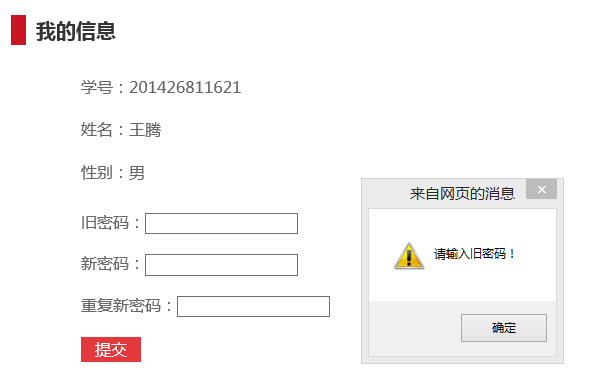 我的信息
学号：201426811621
姓名：王腾
性别：男
旧密码：
新密码：
重复新密码：
提交
来自网页的消息
请输入旧密码！
确定